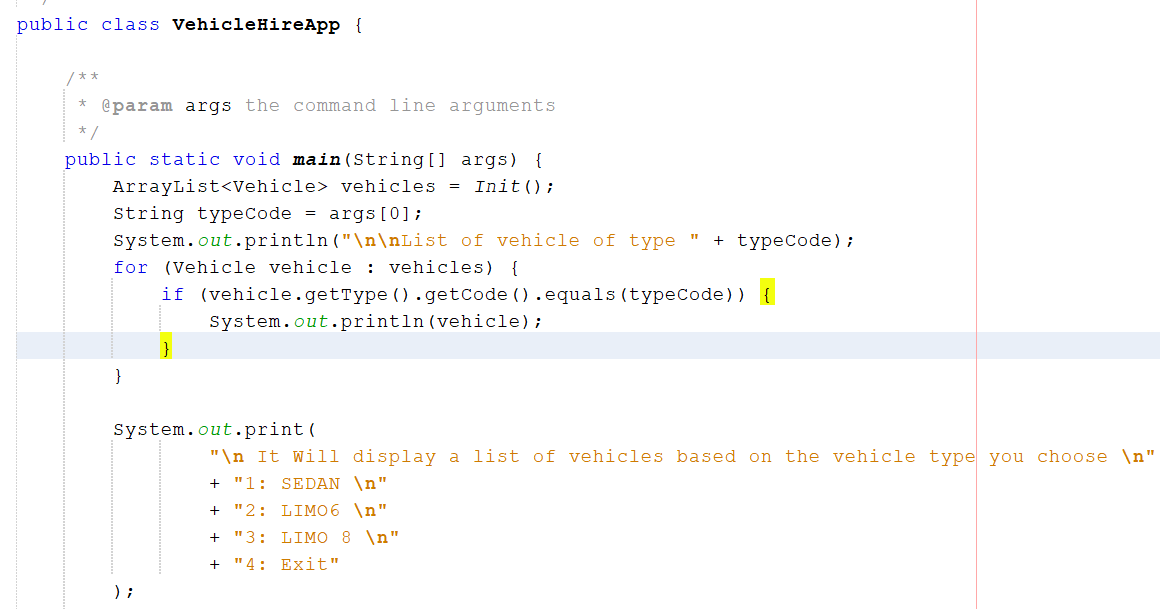 */
public class VehicleHireApp {
/**
* @param args the command line arguments
*/
public static void main(String[] args) {
ArrayList<Vehicle> vehicles = Init();
String typeCode = args[0];
System.out.println("\n\nList of vehicle of type " + typeCode);
for (Vehicle vehicle : vehicles) {
if (vehicle.getType().getCode().equals(typeCode)) {
System.out.println(vehicle);
}
}
System.out.print(
"\n It Will display a list of vehicles based on the vehicle type you choose \n"
+ "1: SEDAN \n"
+ "2: LIMO6 \n"
+ "3: LIMO 8 \n"
+ "4: Exit"
);